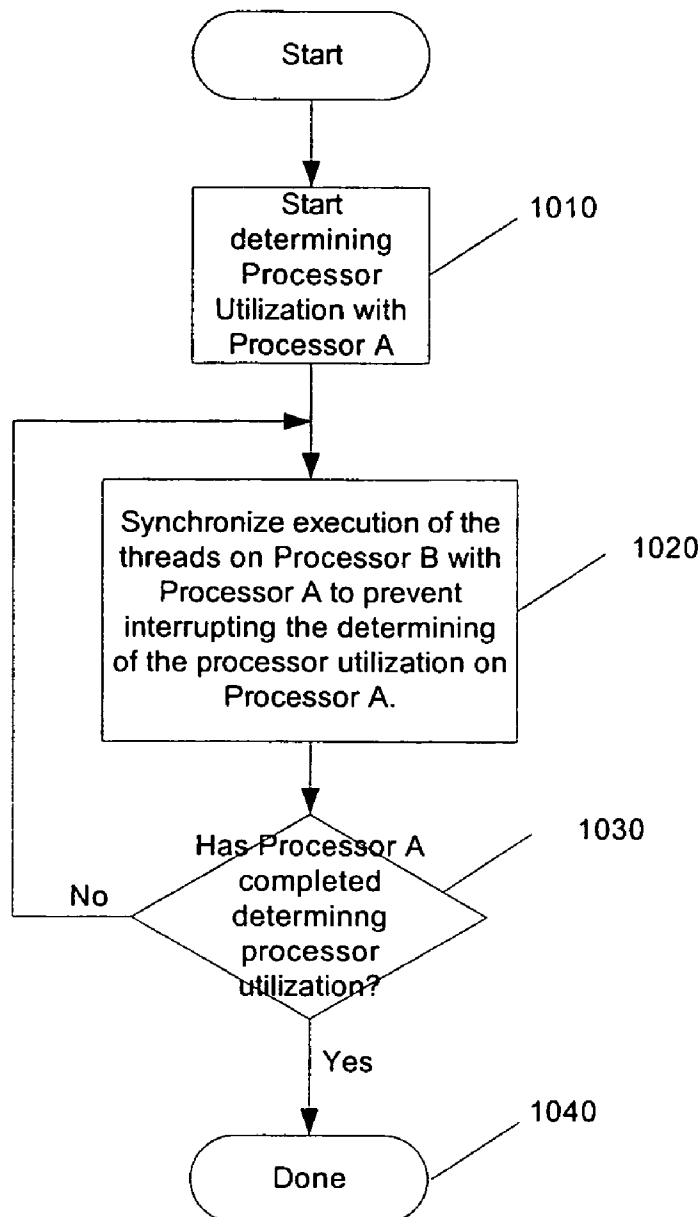 Start
Start
determining
Processor
Utilization with
Processor A
1010
Synchronize execution of the
threads on Processor B with
Processor A to prevent
interrupting the determining
of the processor utilization on
Processor A.
1020
Has Processor A
completed
determinng
processor
utilization?
1030
No
Yes
Done
1040